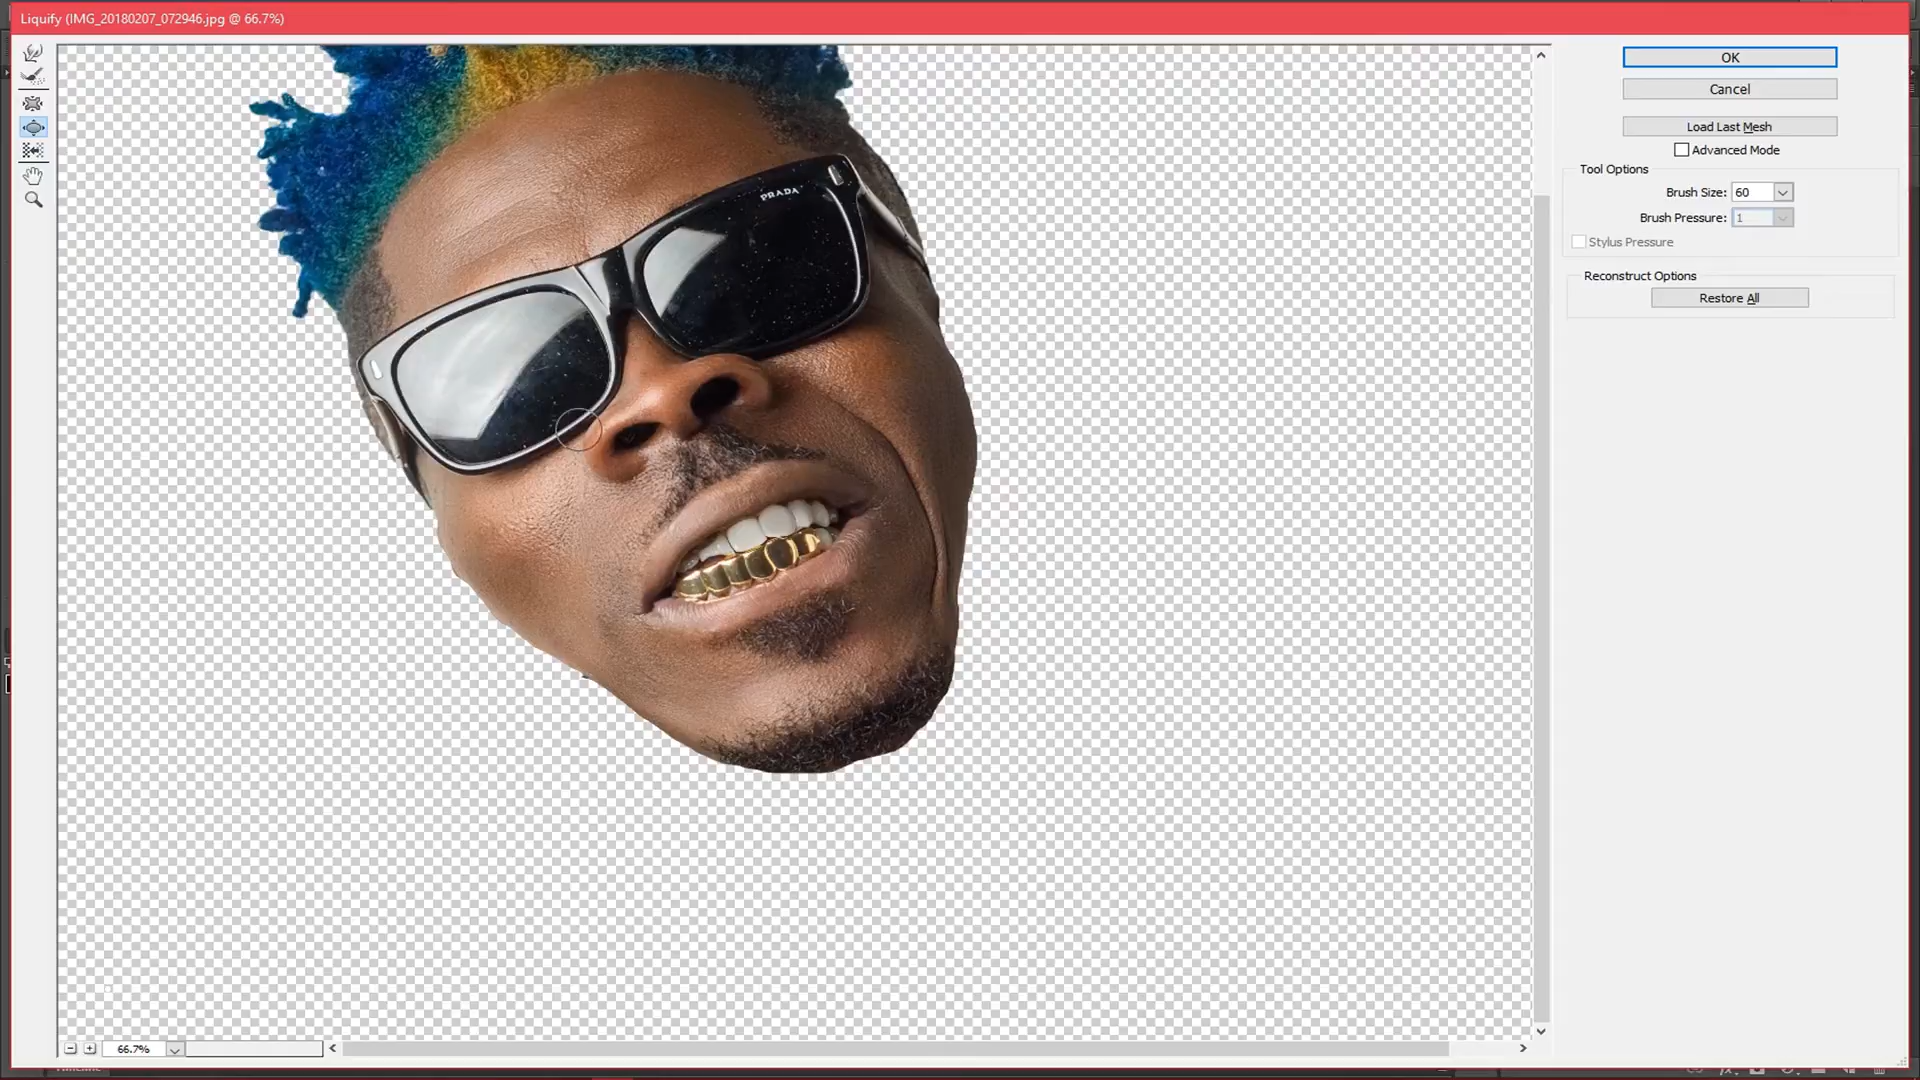 Liquify (IMG_20180207_072946.jpg @ 66.7%)
OK
Cancel
Load Last Mesh
Advanced Mode
Tool Options
Brush Size: 60
Brush Pressure: 1
Stylus Pressure
Reconstruct Options
Restore All
PRADA
66.7%
Timeline